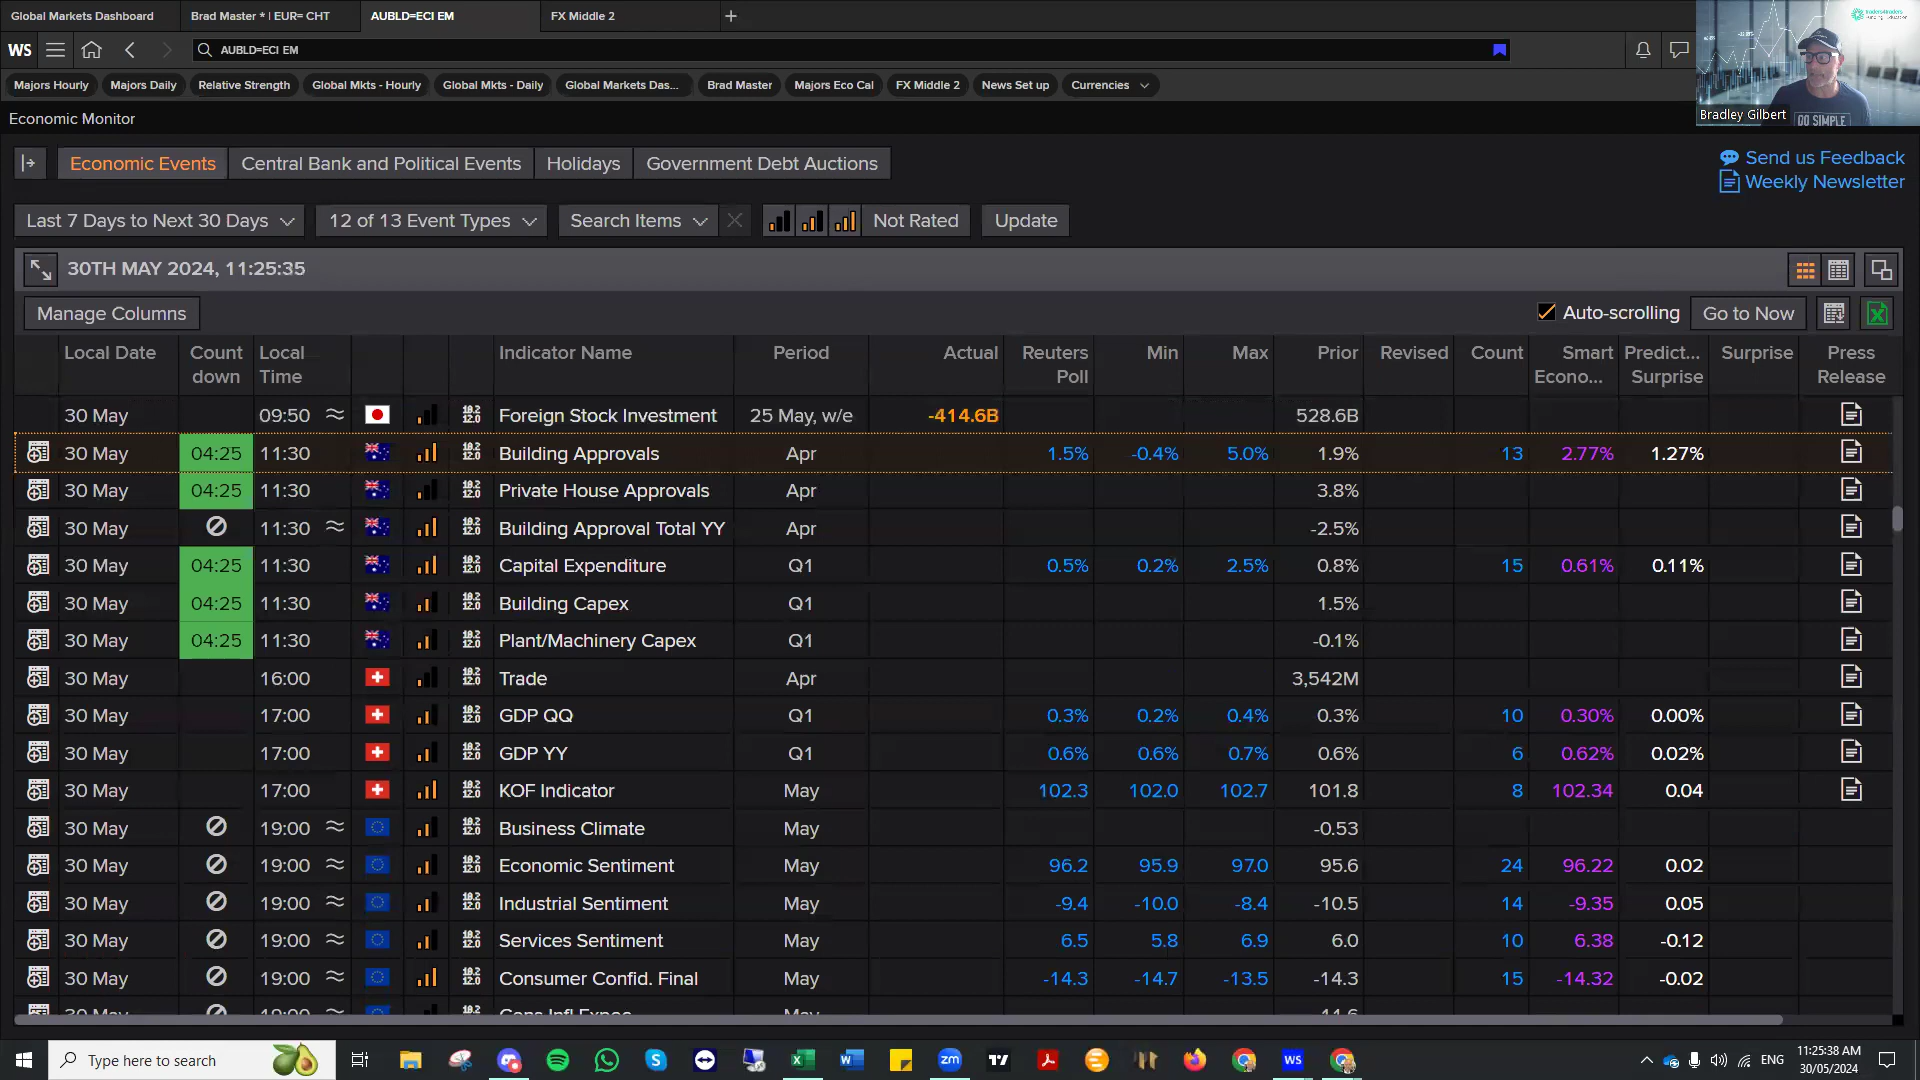 Global Markets Dashboard Brad Master * | EUR= CHT AUBLD=ECI EM FX Middle 2 +
WS AUBLD=ECI EM
Majors Hourly Majors Daily Relative Strength Global Mkts - Hourly Global Mkts - Daily Global Markets Das... Brad Master Majors Eco Cal FX Middle 2 News Set up Currencies
Bradley Gilbert
DO SIMPLE
Economic Monitor
Economic Events Central Bank and Political Events Holidays Government Debt Auctions
Send us Feedback
Weekly Newsletter
Last 7 Days to Next 30 Days 12 of 13 Event Types Search Items Not Rated Update
30TH MAY 2024, 11:25:35
Manage Columns Auto-scrolling Go to Now
Local Date Count down Local Time Indicator Name Period Actual Reuters Poll Min Max Prior Revised Count Smart Econo... Predict... Surprise Surprise Press Release
30 May 09:50 Foreign Stock Investment 25 May, w/e -414.6B 528.6B
30 May 04:25 11:30 Building Approvals Apr 1.5% -0.4% 5.0% 1.9% 13 2.77% 1.27%
30 May 04:25 11:30 Private House Approvals Apr 3.8%
30 May 11:30 Building Approval Total YY Apr -2.5%
30 May 04:25 11:30 Capital Expenditure Q1 0.5% 0.2% 2.5% 0.8% 15 0.61% 0.11%
30 May 04:25 11:30 Building Capex Q1 1.5%
30 May 04:25 11:30 Plant/Machinery Capex Q1 -0.1%
30 May 16:00 Trade Apr 3,542M
30 May 17:00 GDP QQ Q1 0.3% 0.2% 0.4% 0.3% 10 0.30% 0.00%
30 May 17:00 GDP YY Q1 0.6% 0.6% 0.7% 0.6% 6 0.62% 0.02%
30 May 17:00 KOF Indicator May 102.3 102.0 102.7 101.8 8 102.34 0.04
30 May 19:00 Business Climate May -0.53
30 May 19:00 Economic Sentiment May 96.2 95.9 97.0 95.6 24 96.22 0.02
30 May 19:00 Industrial Sentiment May -9.4 -10.0 -8.4 -10.5 14 -9.35 0.05
30 May 19:00 Services Sentiment May 6.5 5.8 6.9 6.0 10 6.38 -0.12
30 May 19:00 Consumer Confid. Final May -14.3 -14.7 -13.5 -14.3 15 -14.32 -0.02
Type here to search ENG 11:25:38 AM
30/05/2024